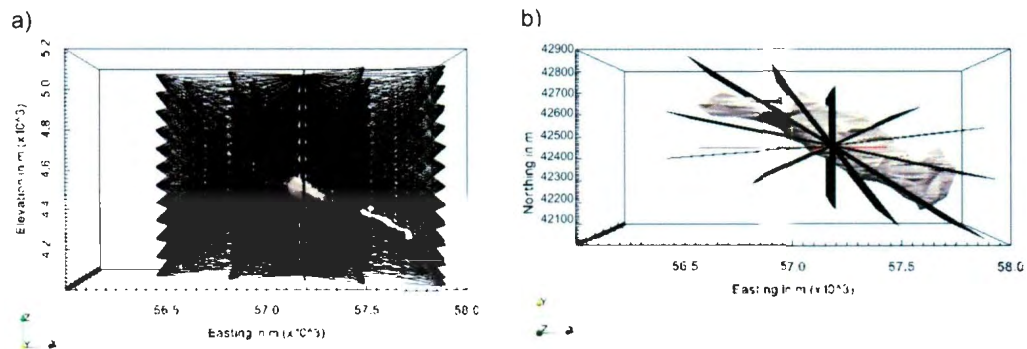 a)
b)
5.2
5.0
4.8
4.6
4.4
4.2
Elevation in m (x10^3)
56.5
57.0
57.5
58.0
Easting in m (x10^3)
42900
42800
42700
42600
42500
42400
42300
42200
42100
Northing in m
56.5
57.0
57.5
58.0
Easting in m (x10^3)
Z
Y
Y
Z